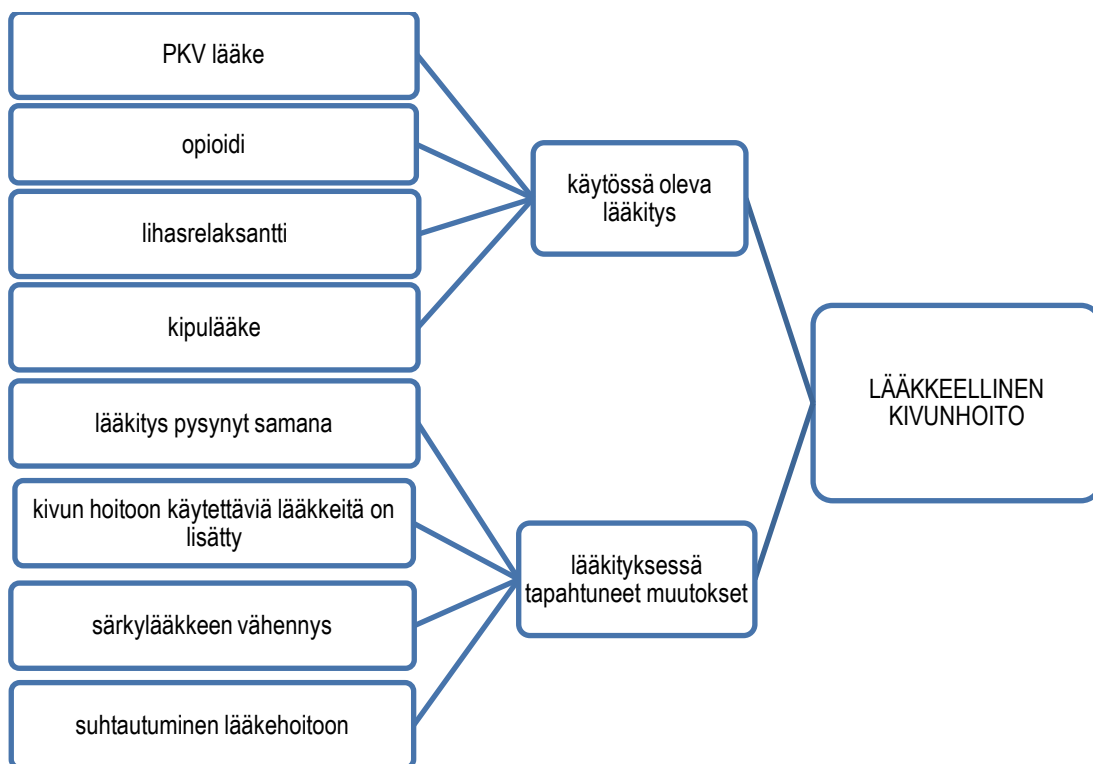 PKV lääke
opioidi
lihasrelaksantti
kipulääke
lääkitys pysynyt samana
kivun hoitoon käytettäviä lääkkeitä on
lisätty
särkylääkkeen vähennys
suhtautuminen lääkehoitoon
käytössä oleva
lääkitys
lääkityksessä
tapahtuneet muutokset
LÄÄKKEELLINEN
KIVUNHOITO